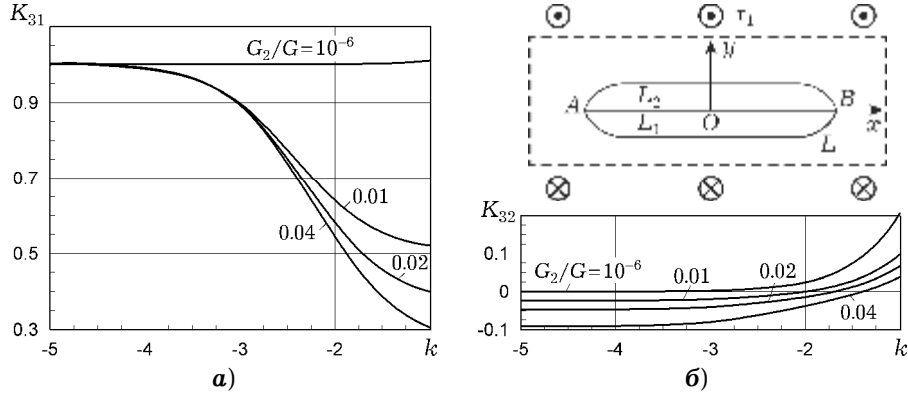 K₃₁
G₂/G=10⁻⁶
0.9
0.7
0.5
0.3
0.01
0.02
0.04
-5 -4 -3 -2 k
а)
τ₁
y
A L₂ B
L₁ O x
L
K₃₂
0.1
0
-0.1
G₂/G=10⁻⁶ 0.01 0.02
0.04
-5 -4 -3 -2 k
б)